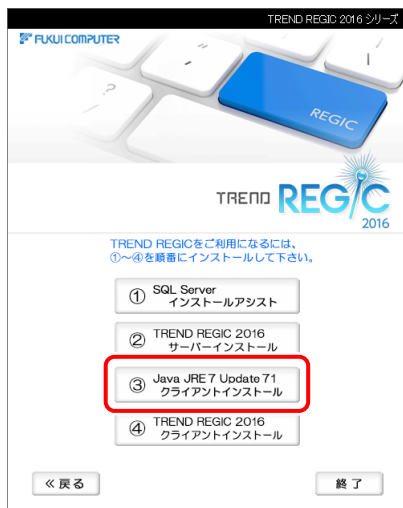 TREND REGIC 2016 シリーズ
FUKUI COMPUTER
?
REGIC
TREND REGIC
2016
TREND REGICをご利用になるには、
①～④を順番にインストールして下さい。
① SQL Server
インストールアシスト
② TREND REGIC 2016
サーバーインストール
③ Java JRE 7 Update 71
クライアントインストール
④ TREND REGIC 2016
クライアントインストール
≪ 戻る
終 了